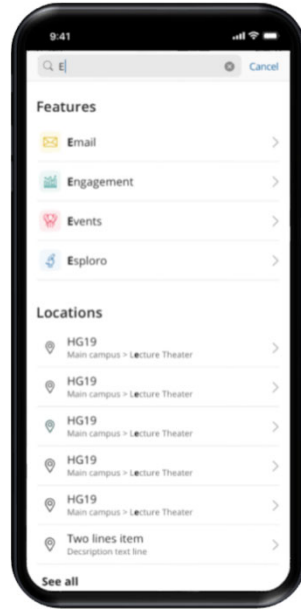 9:41
E
Cancel
Features
Email
Engagement
Events
Esploro
Locations
HG19
Main campus > Lecture Theater
HG19
Main campus > Lecture Theater
HG19
Main campus > Lecture Theater
HG19
Main campus > Lecture Theater
HG19
Main campus > Lecture Theater
Two lines item
Decsription text line
See all